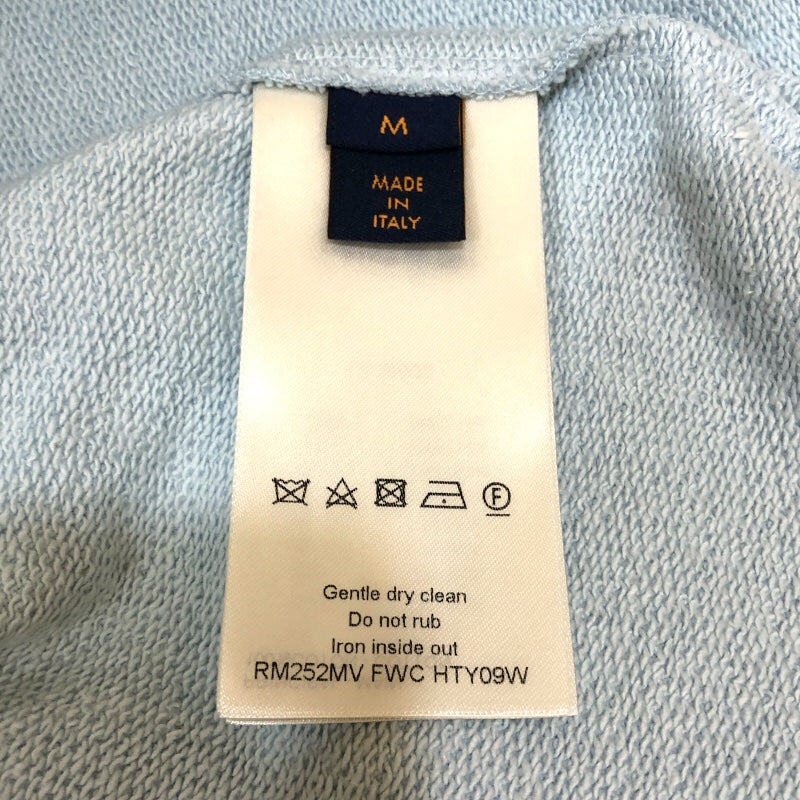 M
MADE
IN
ITALY
F
Gentle dry clean
Do not rub
Iron inside out
RM252MV FWC HTY09W